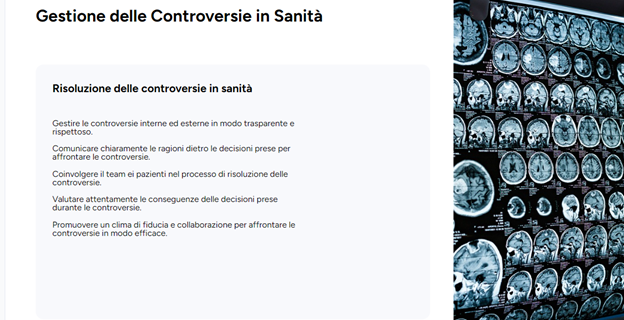 Gestione delle Controversie in Sanità
Risoluzione delle controversie in sanità
Gestire le controversie interne ed esterne in modo trasparente e
rispettoso.
Comunicare chiaramente le ragioni dietro le decisioni prese per
affrontare le controversie.
Coinvolgere il team ei pazienti nel processo di risoluzione delle
controversie.
Valutare attentamente le conseguenze delle decisioni prese
durante le controversie.
Promuovere un clima di fiducia e collaborazione per affrontare le
controversie in modo efficace.